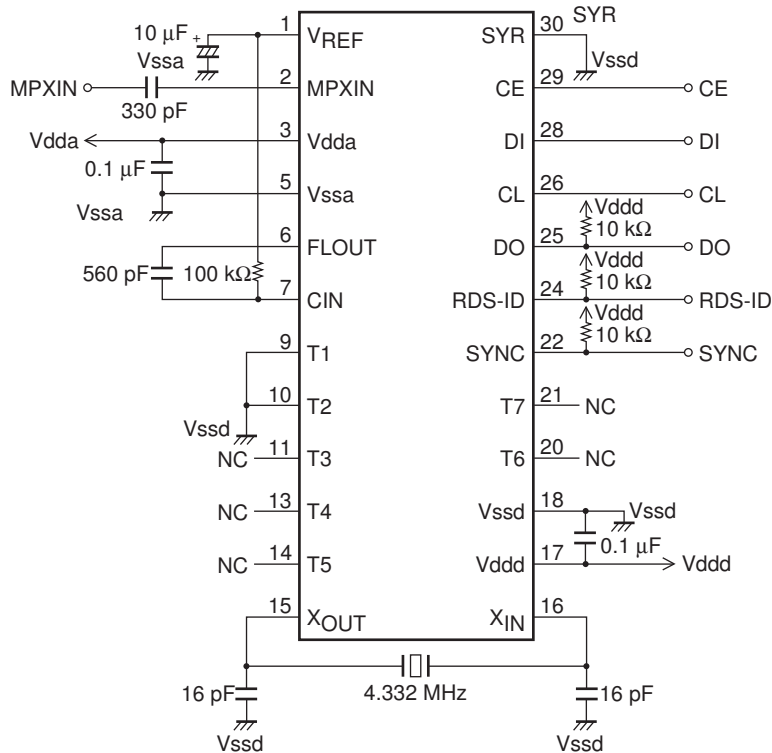 SYR
10 µF +
1
VREF
SYR
30
Vssa
Vssd
MPXIN
2
MPXIN
CE
29
CE
330 pF
Vdda
3
Vdda
DI
28
DI
0.1 µF
5
Vssa
CL
26
CL
Vssa
Vddd
10 kΩ
6
FLOUT
DO
25
DO
560 pF
100 kΩ
Vddd
10 kΩ
7
CIN
RDS-ID
24
RDS-ID
Vddd
10 kΩ
9
T1
SYNC
22
SYNC
10
T2
T7
21
NC
Vssd
NC
11
T3
T6
20
NC
NC
13
T4
Vssd
18
Vssd
0.1 µF
NC
14
T5
Vddd
17
Vddd
15
XOUT
XIN
16
16 pF
4.332 MHz
16 pF
Vssd
Vssd